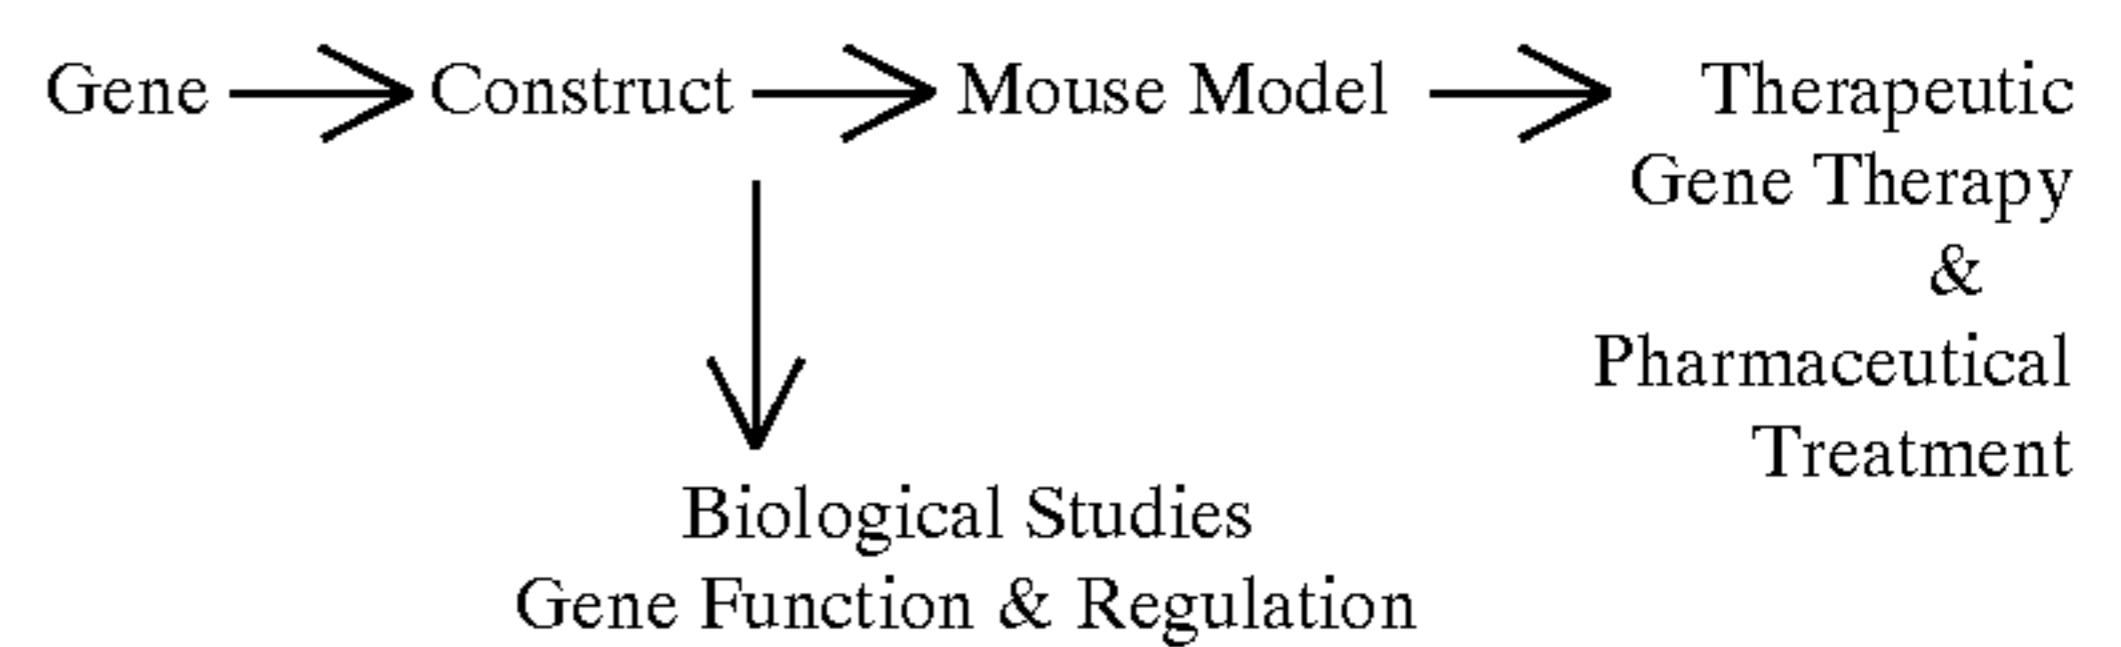 Gene Construct Mouse Model Therapeutic
Gene Therapy
&
Pharmaceutical
Treatment
Biological Studies
Gene Function & Regulation